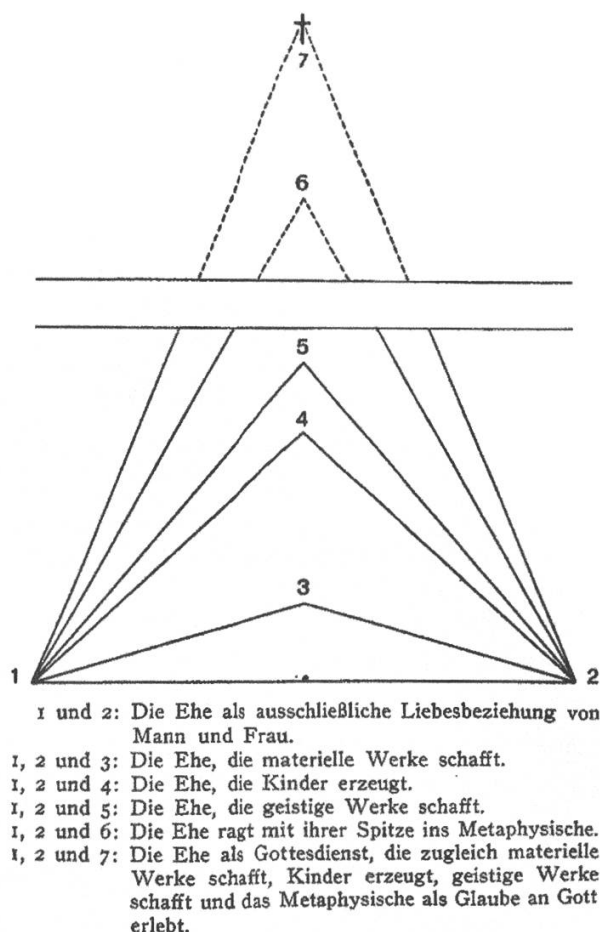 7
6
5
4
3
1 2
1 und 2: Die Ehe als ausschließliche Liebesbeziehung von
Mann und Frau.
1, 2 und 3: Die Ehe, die materielle Werke schafft.
1, 2 und 4: Die Ehe, die Kinder erzeugt.
1, 2 und 5: Die Ehe, die geistige Werke schafft.
1, 2 und 6: Die Ehe ragt mit ihrer Spitze ins Metaphysische.
1, 2 und 7: Die Ehe als Gottesdienst, die zugleich materielle
Werke schafft, Kinder erzeugt, geistige Werke
schafft und das Metaphysische als Glaube an Gott
erlebt.